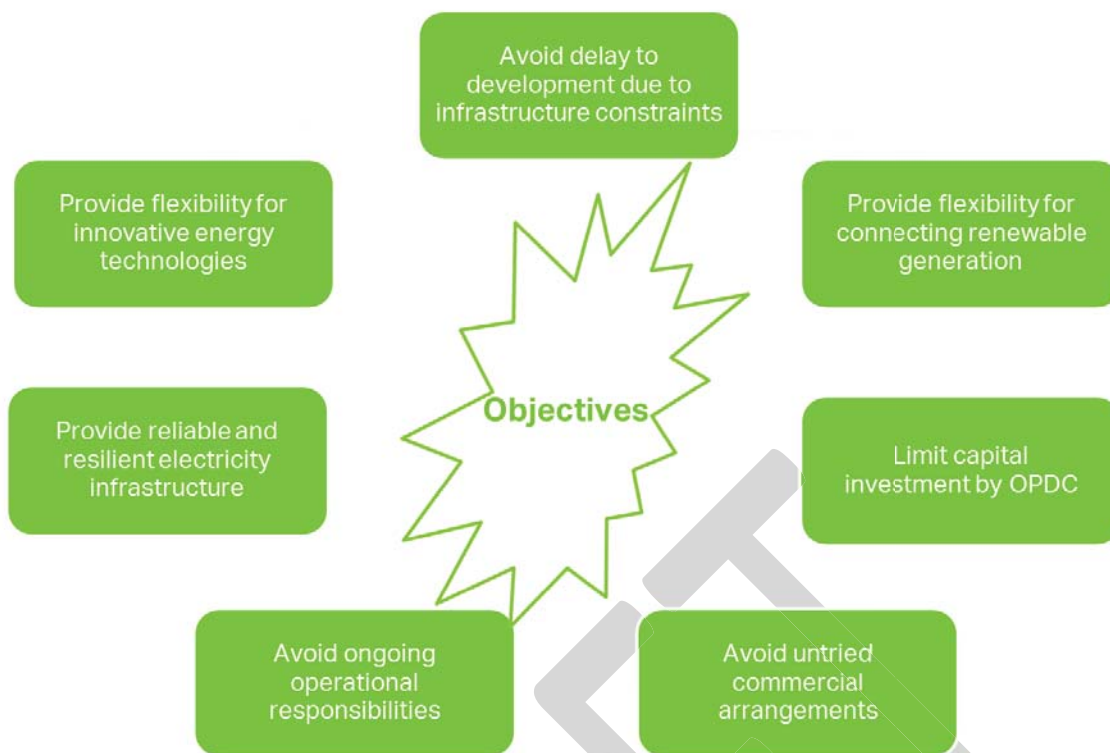 Avoid delay to
development due to
infrastructure constraints
Provide flexibility for
innovative energy
technologies
Provide flexibility for
connecting renewable
generation
Objectives
Provide reliable and
resilient electricity
infrastructure
Limit capital
investment by OPDC
Avoid ongoing
operational
responsibilities
Avoid untried
commercial
arrangements